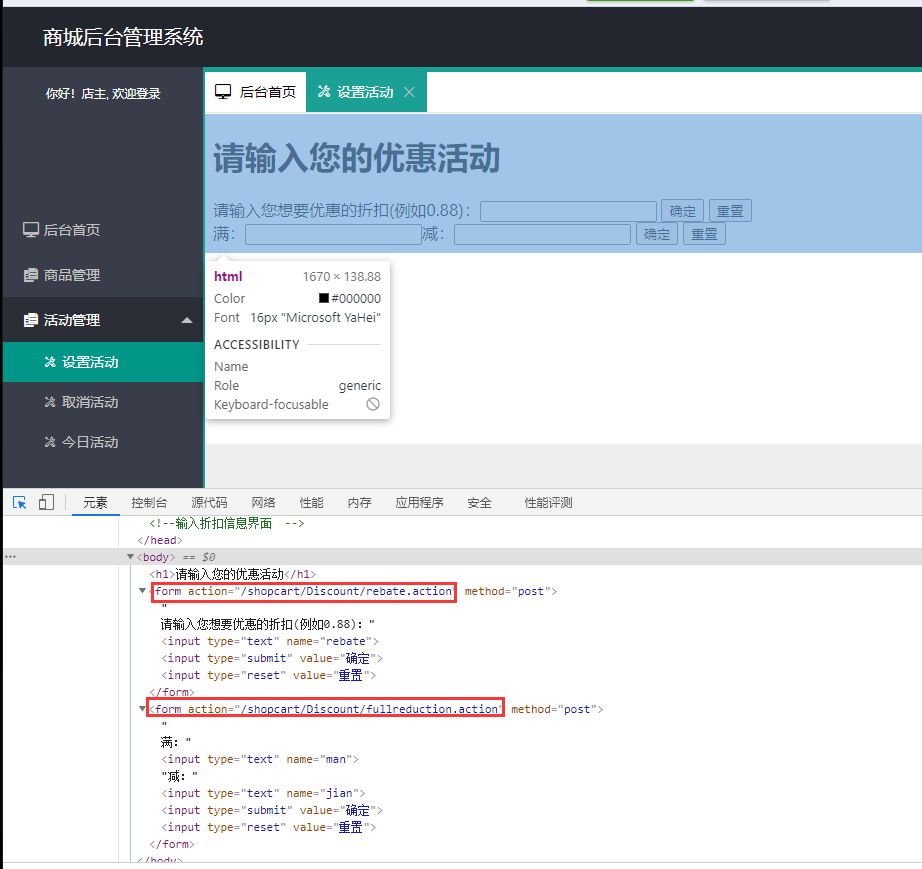 商城后台管理系统
你好！店主, 欢迎登录
后台首页
设置活动
请输入您的优惠活动
请输入您想要优惠的折扣(例如0.88)：
确定
重置
满：
减：
确定
重置
后台首页
商品管理
活动管理
设置活动
取消活动
今日活动
html 1670 × 138.88
Color #000000
Font 16px "Microsoft YaHei"
ACCESSIBILITY
Name
Role generic
Keyboard-focusable
元素 控制台 源代码 网络 性能 内存 应用程序 安全 性能评测
<!--输入折扣信息界面 -->
</head>
<body> == $0
<h1>请输入您的优惠活动</h1>
<form action="/shopcart/Discount/rebate.action" method="post">
"
请输入您想要优惠的折扣(例如0.88)："
<input type="text" name="rebate">
<input type="submit" value="确定">
<input type="reset" value="重置">
</form>
<form action="/shopcart/Discount/fullreduction.action" method="post">
"
满："
<input type="text" name="man">
"减："
<input type="text" name="jian">
<input type="submit" value="确定">
<input type="reset" value="重置">
</form>
</body>